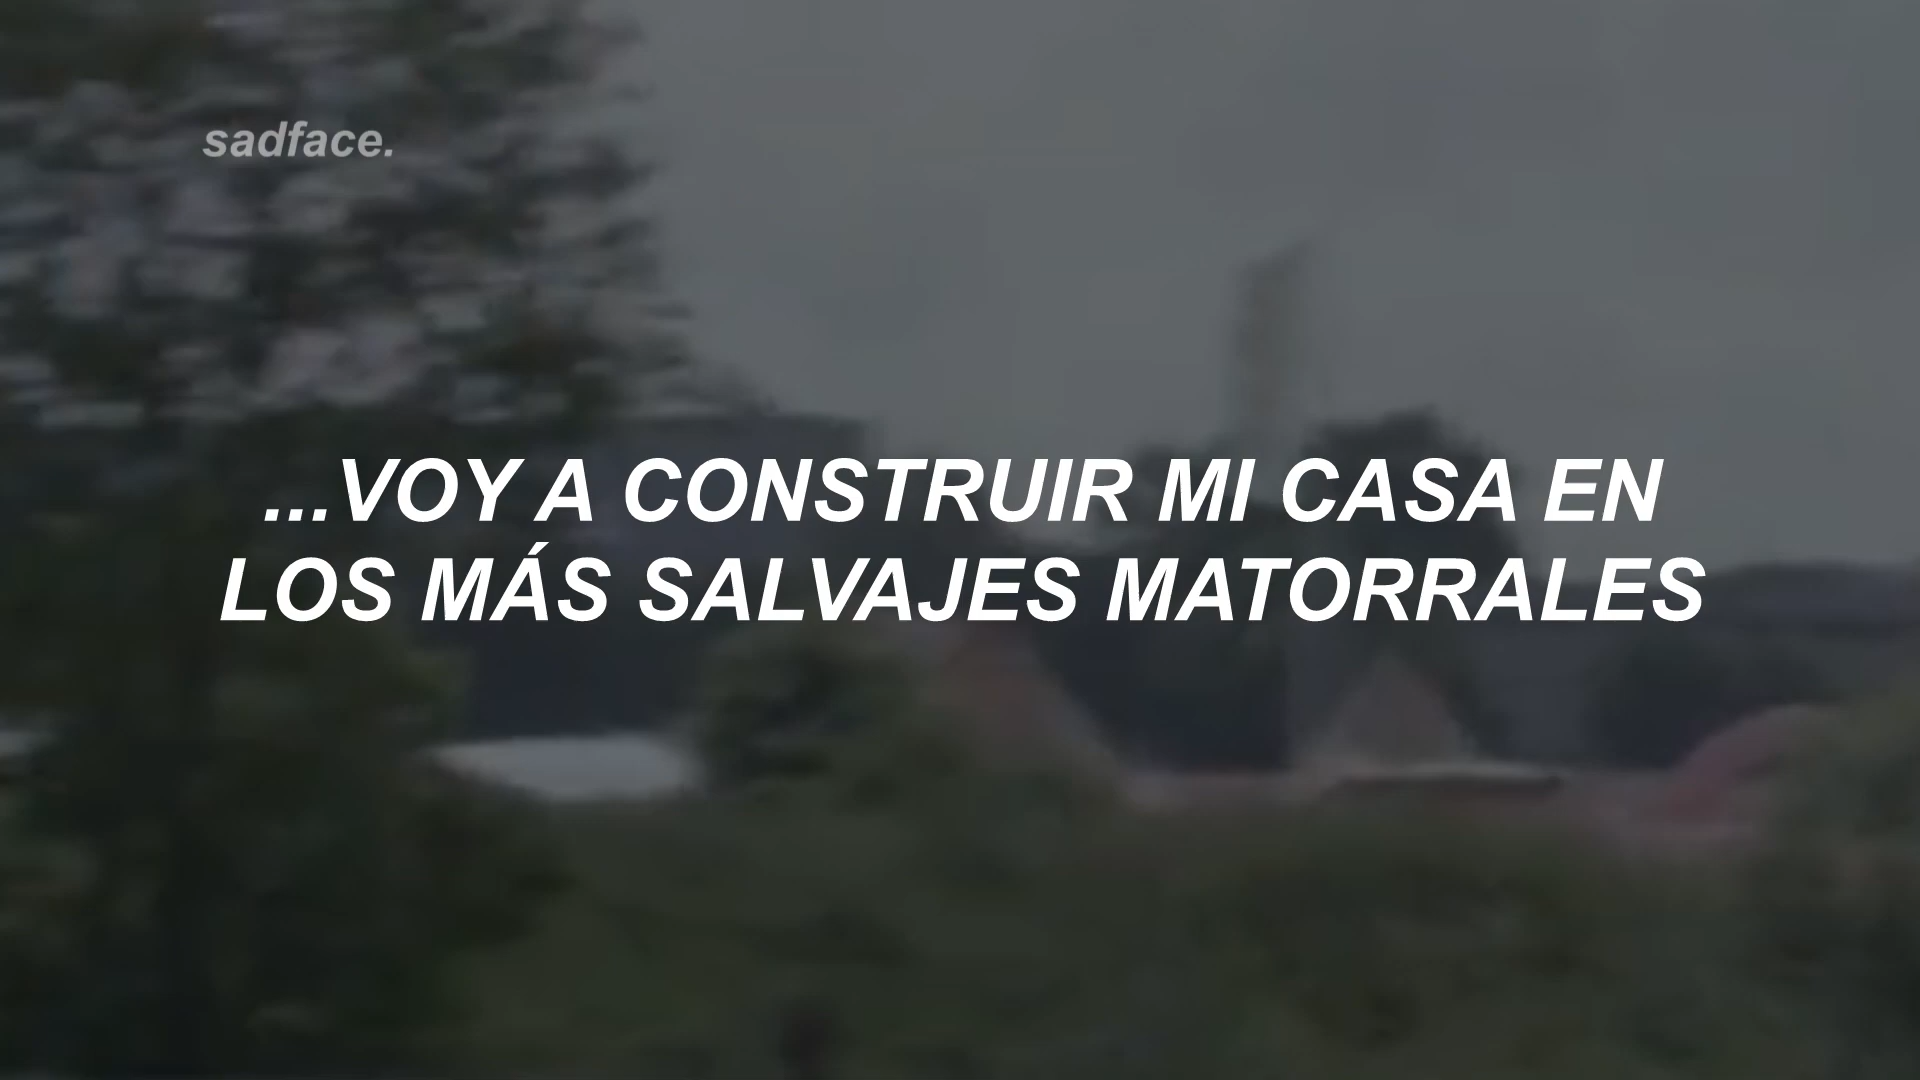 sadface.
...VOY A CONSTRUIR MI CASA EN
LOS MÁS SALVAJES MATORRALES